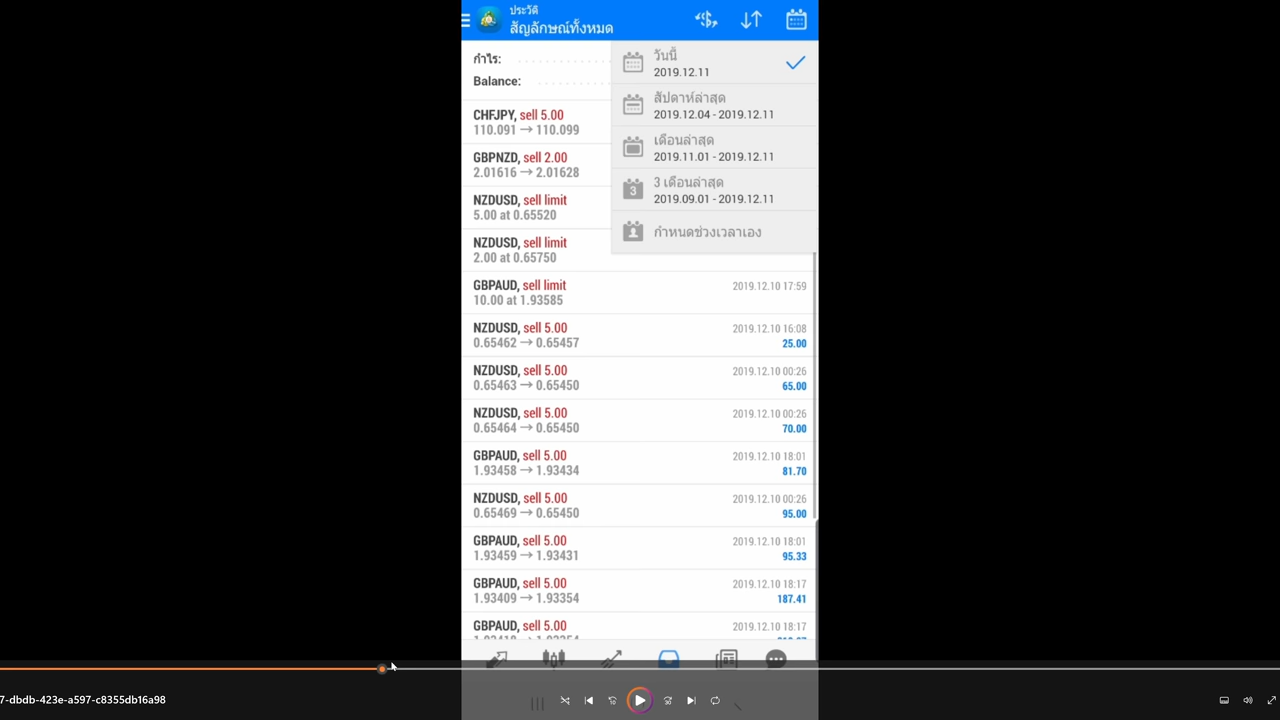 ประวัติ
สัญลักษณ์ทั้งหมด
กำไร:
Balance:
วันนี้
2019.12.11
สัปดาห์ล่าสุด
2019.12.04 - 2019.12.11
เดือนล่าสุด
2019.11.01 - 2019.12.11
3
3 เดือนล่าสุด
2019.09.01 - 2019.12.11
กำหนดช่วงเวลาเอง
CHFJPY, sell 5.00
110.091 → 110.099
GBPNZD, sell 2.00
2.01616 → 2.01628
NZDUSD, sell limit
5.00 at 0.65520
NZDUSD, sell limit
2.00 at 0.65750
GBPAUD, sell limit 2019.12.10 17:59
10.00 at 1.93585
NZDUSD, sell 5.00 2019.12.10 16:08
0.65462 → 0.65457 25.00
NZDUSD, sell 5.00 2019.12.10 00:26
0.65463 → 0.65450 65.00
NZDUSD, sell 5.00 2019.12.10 00:26
0.65464 → 0.65450 70.00
GBPAUD, sell 5.00 2019.12.10 18:01
1.93458 → 1.93434 81.70
NZDUSD, sell 5.00 2019.12.10 00:26
0.65469 → 0.65450 95.00
GBPAUD, sell 5.00 2019.12.10 18:01
1.93459 → 1.93431 95.33
GBPAUD, sell 5.00 2019.12.10 18:17
1.93409 → 1.93354 187.41
GBPAUD, sell 5.00 2019.12.10 18:17
7-dbdb-423e-a597-c8355db16a98
10
30